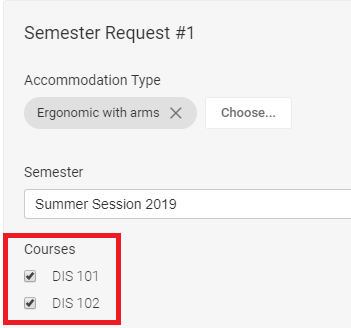 Semester Request #1
Accommodation Type
Ergonomic with arms
Choose...
Semester
Summer Session 2019
Courses
DIS 101
DIS 102